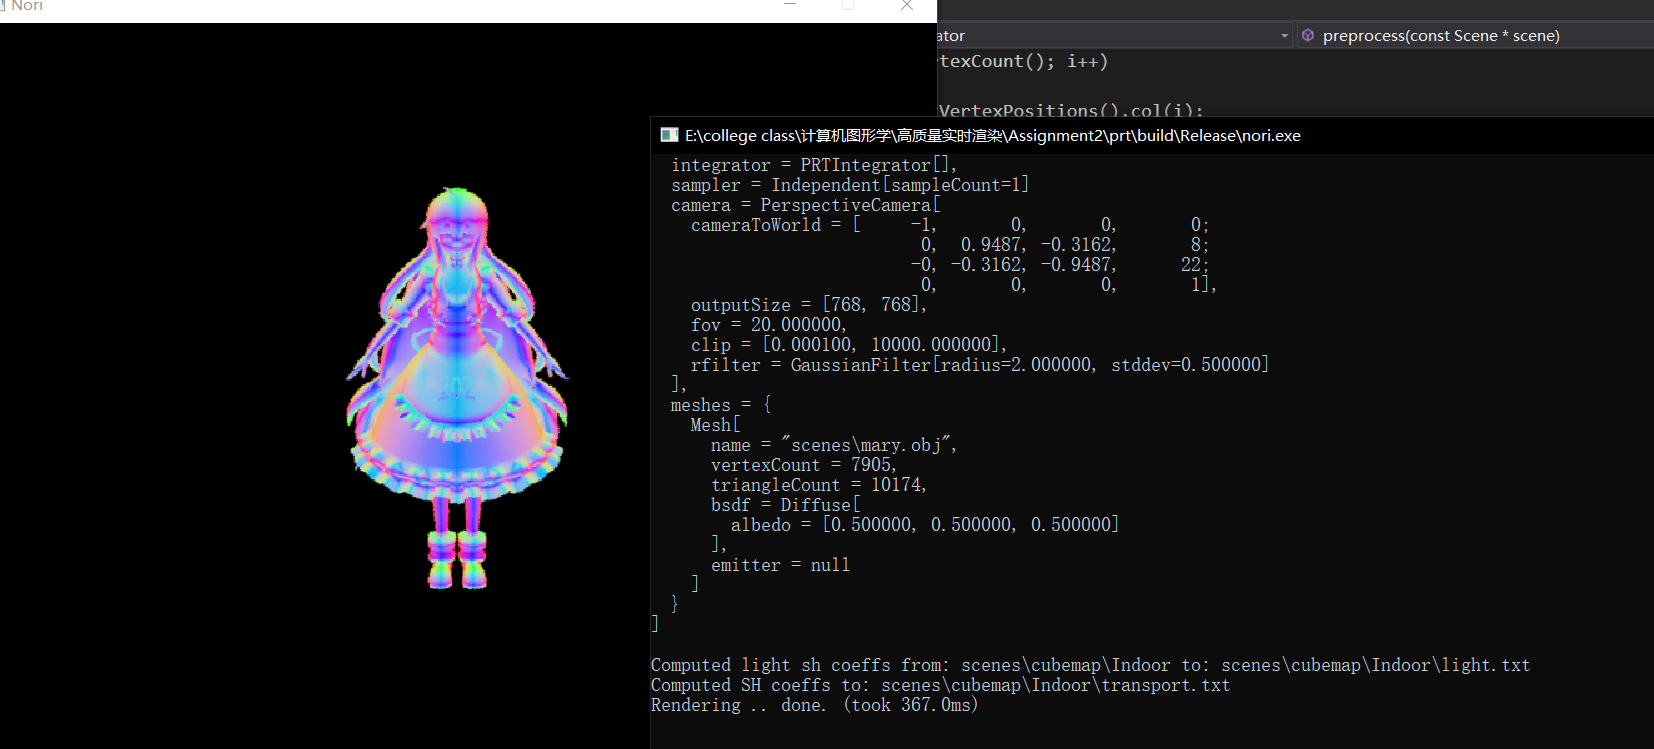 Nori
ator
preprocess(const Scene * scene)
texCount(); i++)
VertexPositions().col(i);
E:\college class\计算机图形学\高质量实时渲染\Assignment2\prt\build\Release\nori.exe
integrator = PRTIntegrator[],
sampler = Independent[sampleCount=1]
camera = PerspectiveCamera[
cameraToWorld = [ -1, 0, 0, 0;
0, 0.9487, -0.3162, 8;
-0, -0.3162, -0.9487, 22;
0, 0, 0, 1],
outputSize = [768, 768],
fov = 20.000000,
clip = [0.000100, 10000.000000],
rfilter = GaussianFilter[radius=2.000000, stddev=0.500000]
],
meshes = {
Mesh[
name = "scenes\mary.obj",
vertexCount = 7905,
triangleCount = 10174,
bsdf = Diffuse[
albedo = [0.500000, 0.500000, 0.500000]
],
emitter = null
]
}
]
Computed light sh coeffs from: scenes\cubemap\Indoor to: scenes\cubemap\Indoor\light.txt
Computed SH coeffs to: scenes\cubemap\Indoor\transport.txt
Rendering .. done. (took 367.0ms)